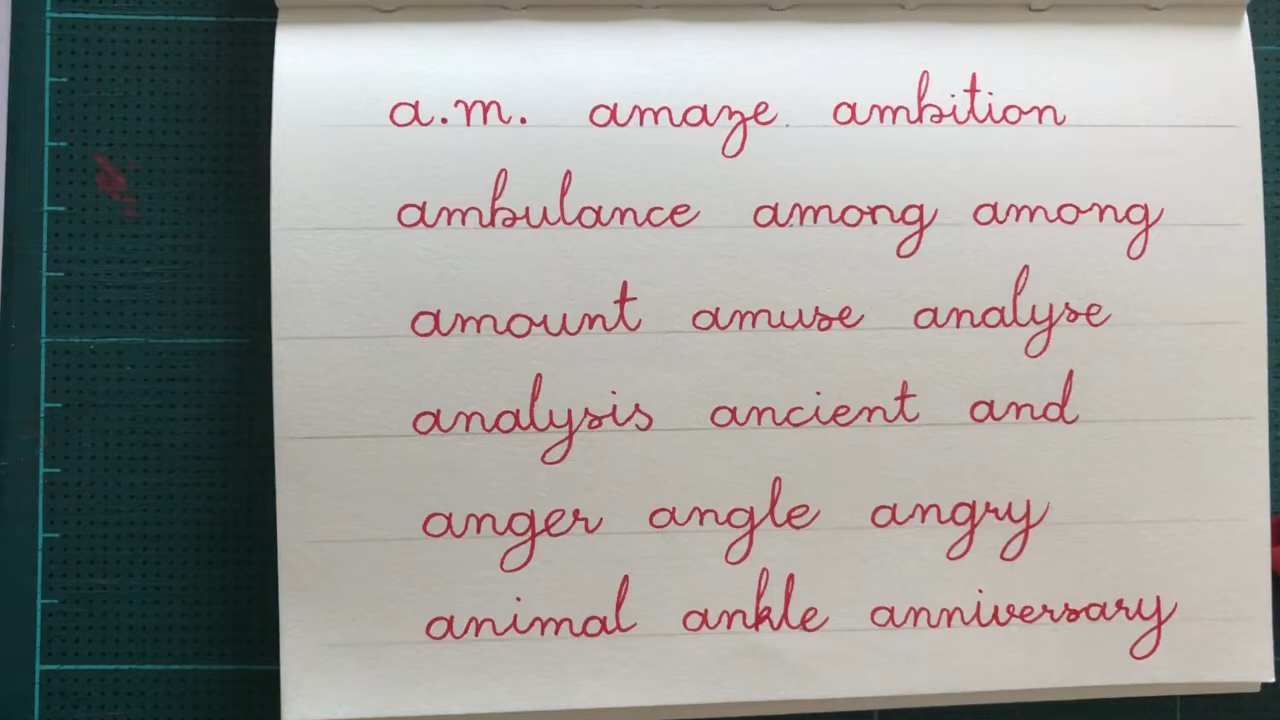 a.m. amaze ambition
ambulance among among
amount amuse analyse
analysis ancient and
anger angle angry
animal ankle anniversary